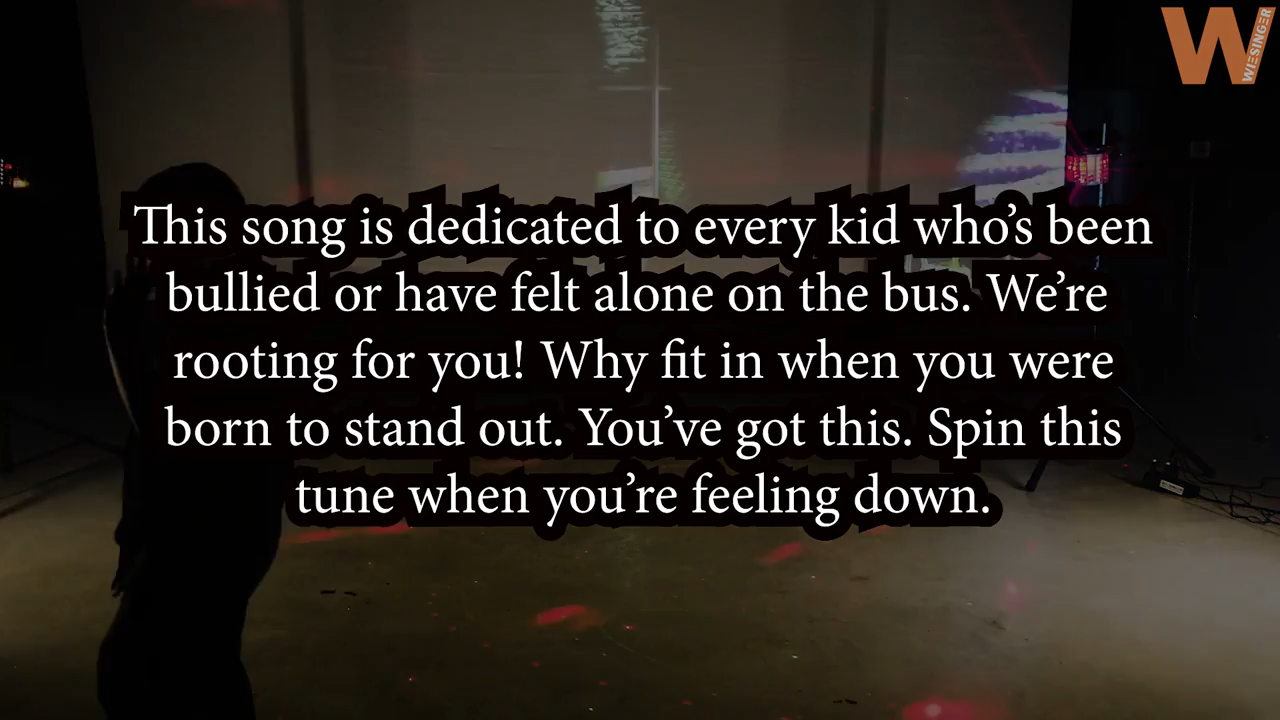 W
WIESINGER
This song is dedicated to every kid who’s been
bullied or have felt alone on the bus. We’re
rooting for you! Why fit in when you were
born to stand out. You’ve got this. Spin this
tune when you’re feeling down.